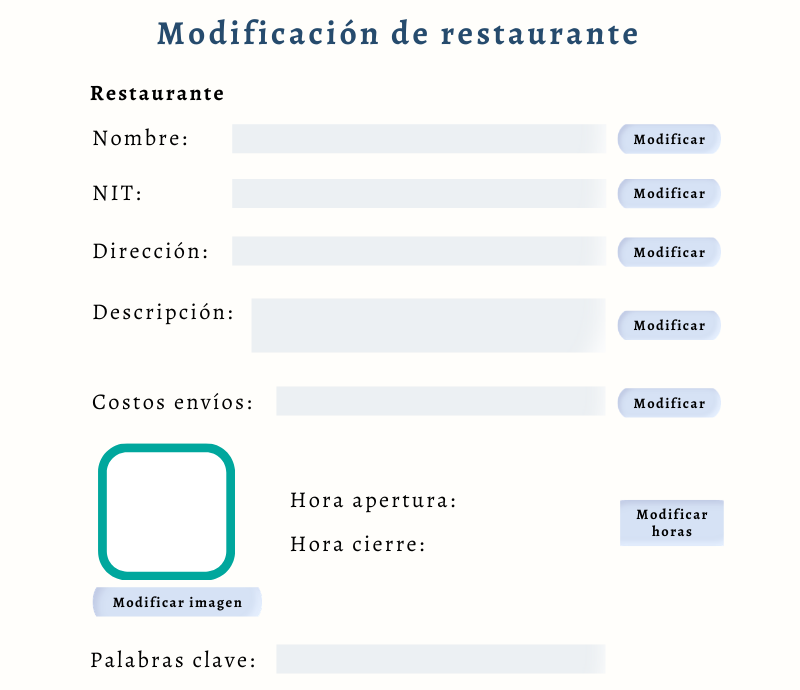 Modificación de restaurante
Restaurante
Nombre:
Modificar
NIT:
Modificar
Dirección:
Modificar
Descripción:
Modificar
Costos envíos:
Modificar
Hora apertura:
Hora cierre:
Modificar
horas
Modificar imagen
Palabras clave: